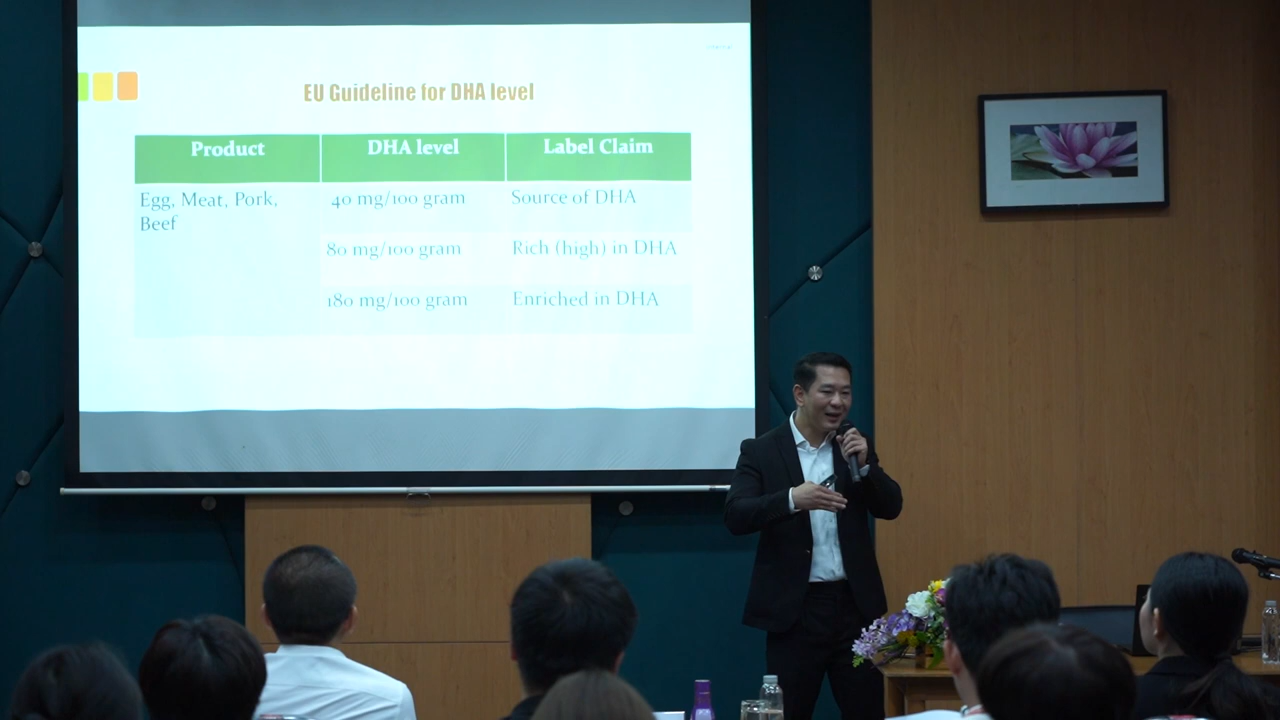 EU Guideline for DHA level
Product DHA level Label Claim
Egg, Meat, Pork, 40 mg/100 gram Source of DHA
Beef
80 mg/100 gram Rich (high) in DHA
180 mg/100 gram Enriched in DHA